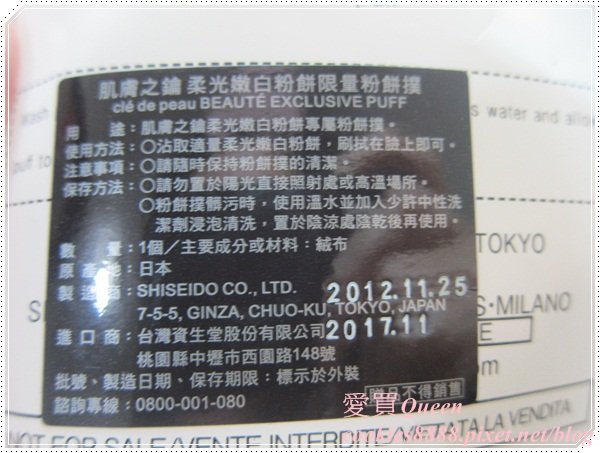 肌膚之鑰 柔光嫩白粉餅限量粉餅撲
clé de peau BEAUTÉ EXCLUSIVE PUFF
用 途：肌膚之鑰柔光嫩白粉餅專屬粉餅撲。
使用方法：○沾取適量柔光嫩白粉餅，刷拭在臉上即可。
注意事項：○請隨時保持粉餅撲的清潔。
保存方法：○請勿置於陽光直接照射處或高溫場所。
○粉餅撲髒污時，使用溫水並加入少許中性洗
潔劑浸泡清洗，置於陰涼處陰乾後再使用。
數 量：1個／主要成分或材料：絨布
原 產 地：日本
製 造 商：SHISEIDO CO., LTD.
2012.11.25
7-5-5, GINZA, CHUO-KU, TOKYO, JAPAN
2017.11
進 口 商：台灣資生堂股份有限公司
桃園縣中壢市西園路148號
批號、製造日期、保存期限：標示於外裝
贈品不得銷售
諮詢專線：0800-001-080
wash
puff to
s water and
TOKYO
S·MILANO
NOT FOR SALE/VENTE INTERDITE/VIETATA LA VENDITA
愛買Queen